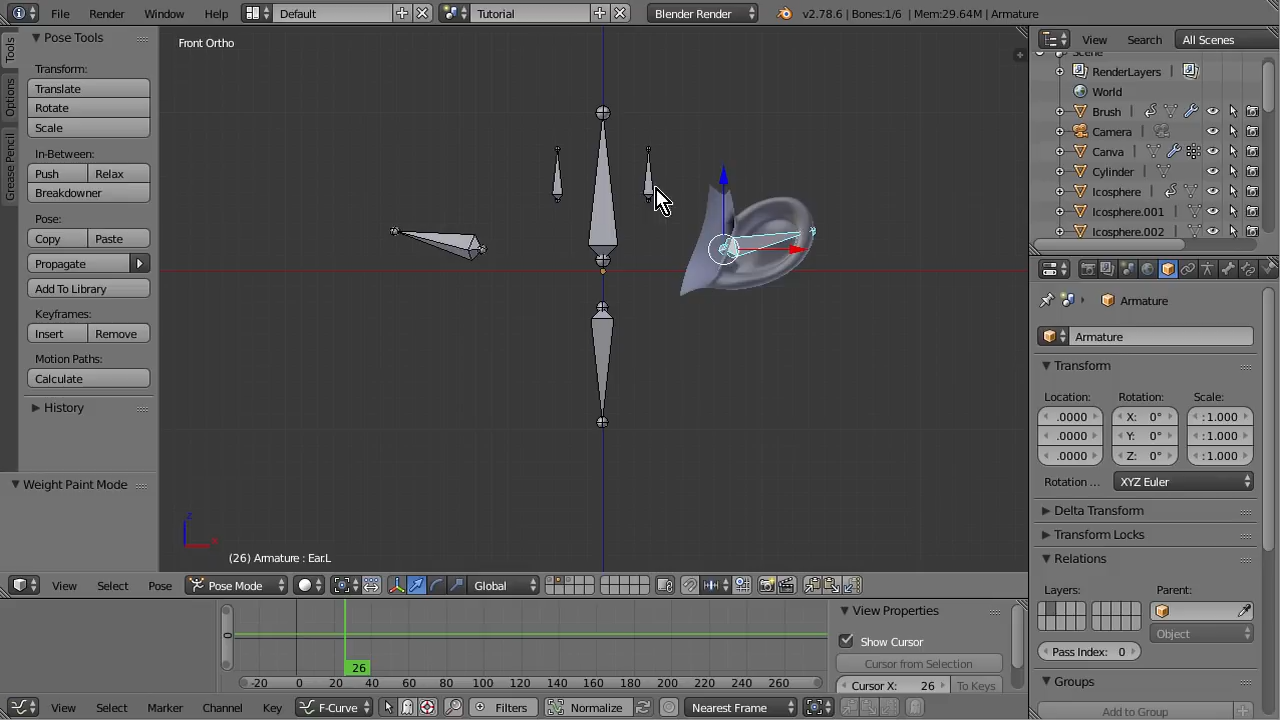 File Render Window Help Default Tutorial Blender Render v2.78.6 | Bones:1/6 | Mem:29.64M | Armature
Tools
Options
Grease Pencil
Pose Tools
Transform:
Translate
Rotate
Scale
In-Between:
Push Relax
Breakdowner
Pose:
Copy Paste
Propagate
Add To Library
Keyframes:
Insert Remove
Motion Paths:
Calculate
History
Weight Paint Mode
Front Ortho
z
x
(26) Armature : Ear.L
View Select Pose Pose Mode Global
View Search All Scenes
Scene
RenderLayers
World
Brush
Camera
Canva
Cylinder
Icosphere
Icosphere.001
Icosphere.002
Armature
Armature
Transform
Location: Rotation: Scale:
.0000 X: 0° :1.000
.0000 Y: 0° :1.000
.0000 Z: 0° :1.000
Rotation ... XYZ Euler
Delta Transform
Transform Locks
Relations
Layers: Parent:
Object
Pass Index: 0
Groups
Add to Group
0
26
-20 0 20 40 60 80 100 120 140 160 180 200 220 240 260
View Properties
Show Cursor
Cursor from Selection
Cursor X: 26 To Keys
View Select Marker Channel Key F-Curve Filters Normalize Nearest Frame